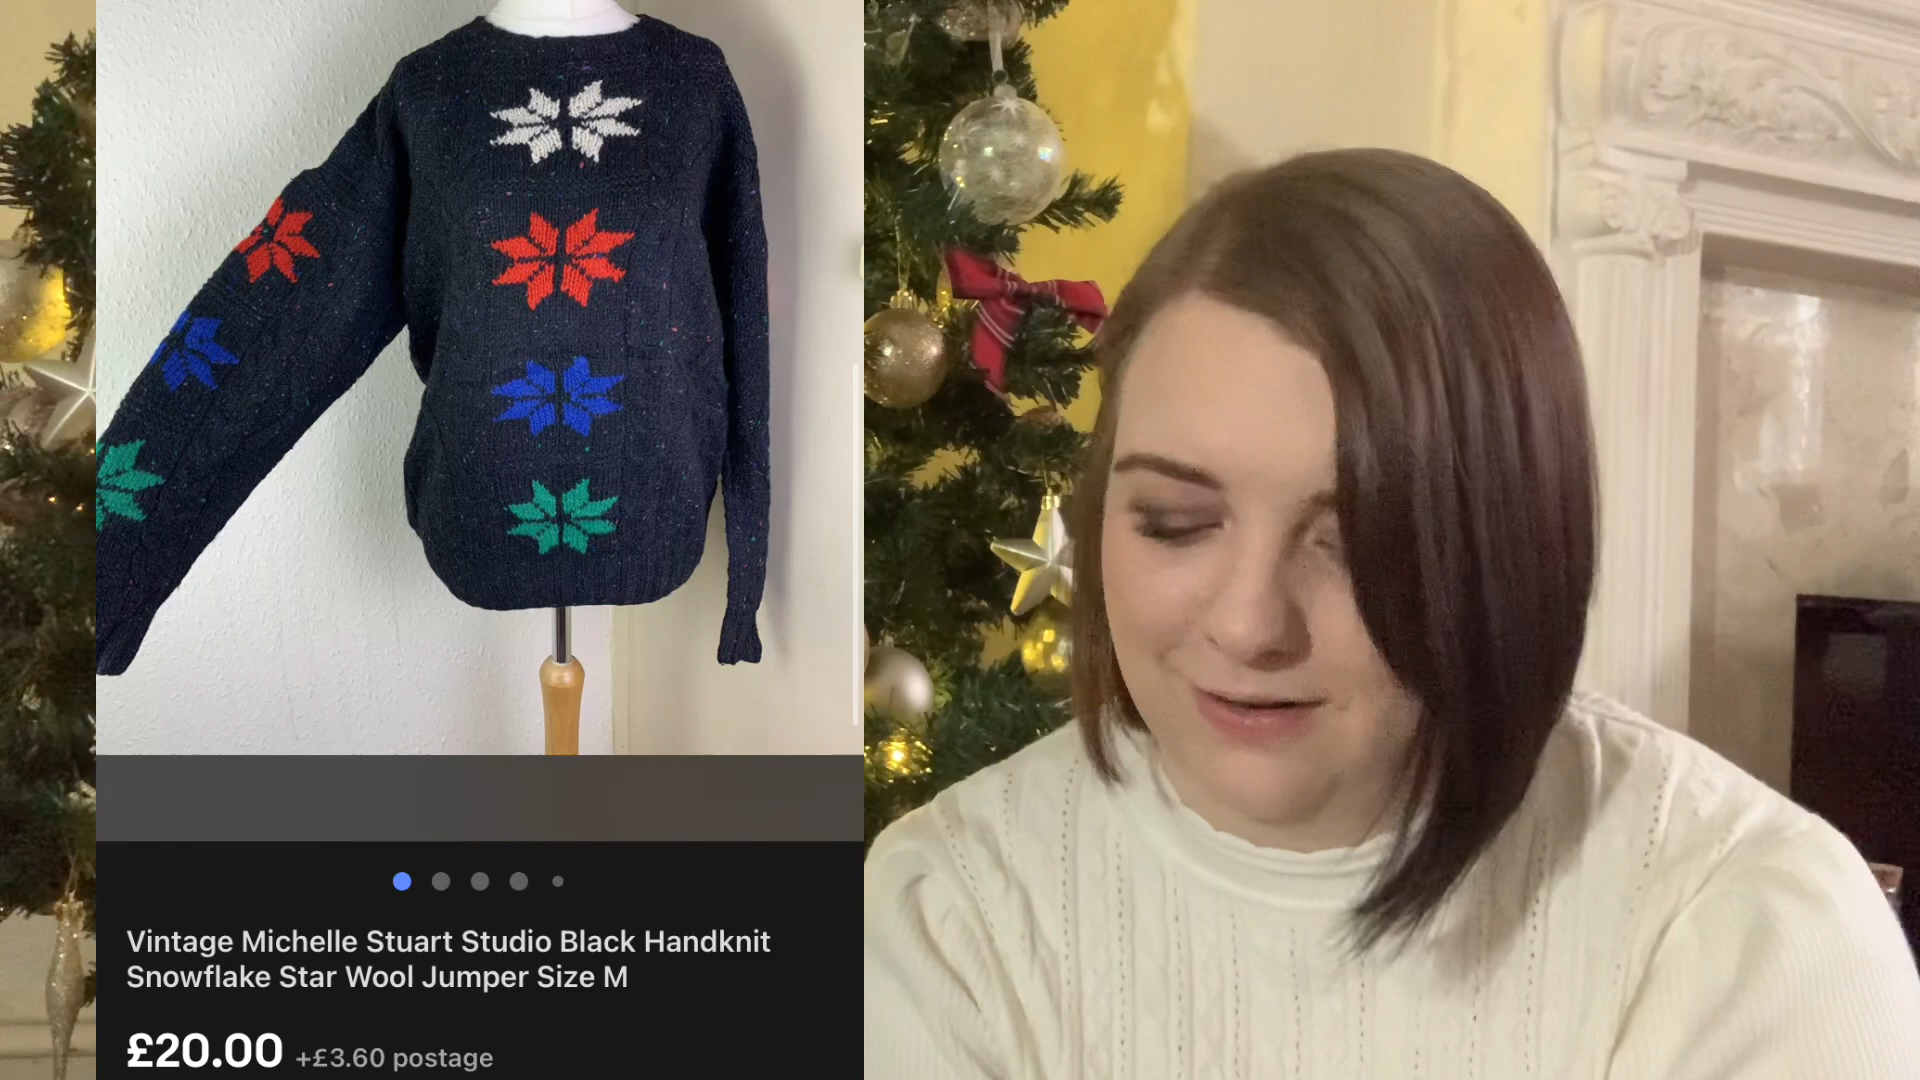 Vintage Michelle Stuart Studio Black Handknit
Snowflake Star Wool Jumper Size M
£20.00 +£3.60 postage